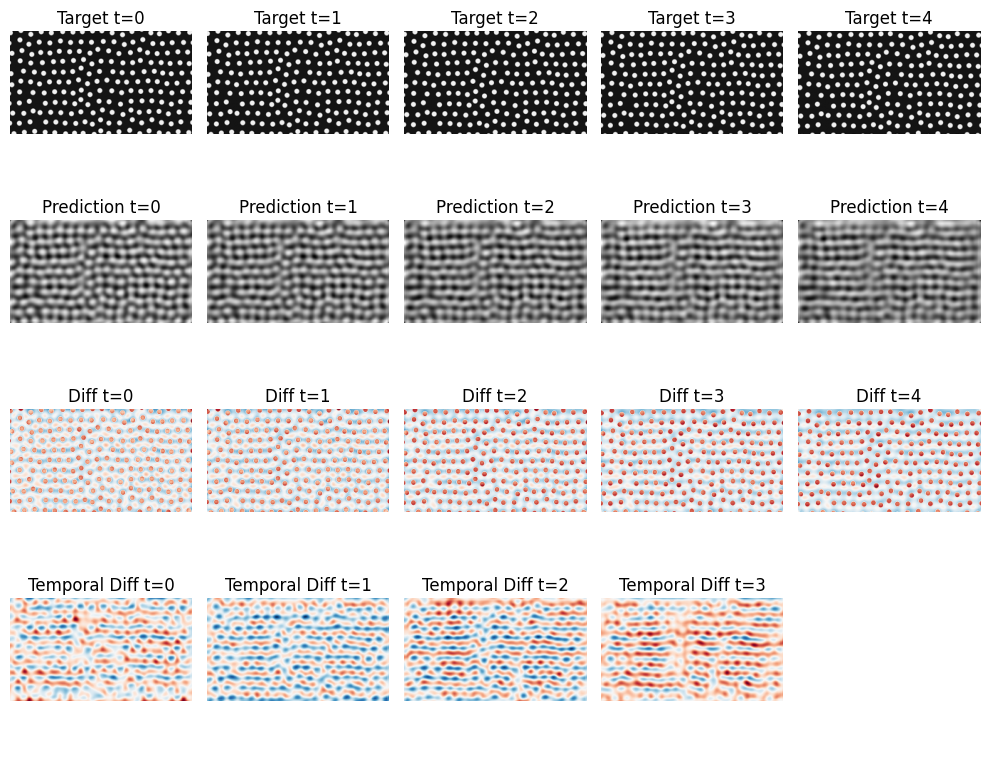 Target t=0 Target t=1 Target t=2 Target t=3 Target t=4
Prediction t=0 Prediction t=1 Prediction t=2 Prediction t=3 Prediction t=4
Diff t=0 Diff t=1 Diff t=2 Diff t=3 Diff t=4
Temporal Diff t=0 Temporal Diff t=1 Temporal Diff t=2 Temporal Diff t=3